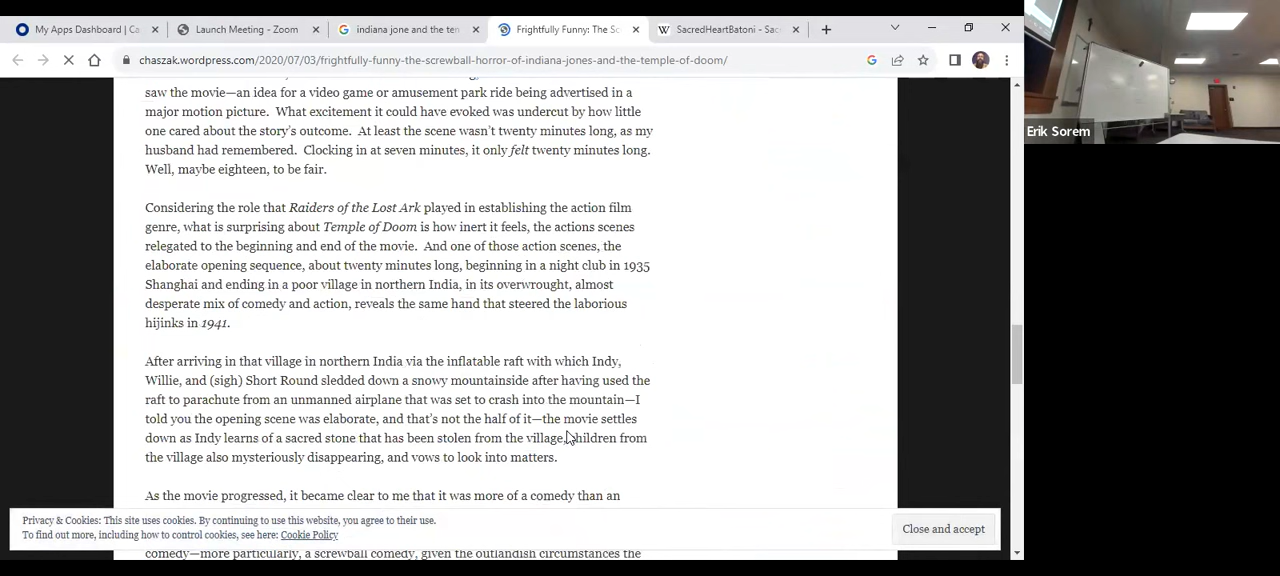 My Apps Dashboard | Ca
Launch Meeting - Zoom
indiana jone and the ten
Frightfully Funny: The Sc
SacredHeartBatoni - Sac
chaszak.wordpress.com/2020/07/03/frightfully-funny-the-screwball-horror-of-indiana-jones-and-the-temple-of-doom/
saw the movie—an idea for a video game or amusement park ride being advertised in a
major motion picture. What excitement it could have evoked was undercut by how little
one cared about the story's outcome. At least the scene wasn't twenty minutes long, as my
husband had remembered. Clocking in at seven minutes, it only felt twenty minutes long.
Well, maybe eighteen, to be fair.
Considering the role that Raiders of the Lost Ark played in establishing the action film
genre, what is surprising about Temple of Doom is how inert it feels, the actions scenes
relegated to the beginning and end of the movie. And one of those action scenes, the
elaborate opening sequence, about twenty minutes long, beginning in a night club in 1935
Shanghai and ending in a poor village in northern India, in its overwrought, almost
desperate mix of comedy and action, reveals the same hand that steered the laborious
hijinks in 1941.
After arriving in that village in northern India via the inflatable raft with which Indy,
Willie, and (sigh) Short Round sledded down a snowy mountainside after having used the
raft to parachute from an unmanned airplane that was set to crash into the mountain—I
told you the opening scene was elaborate, and that's not the half of it—the movie settles
down as Indy learns of a sacred stone that has been stolen from the village, children from
the village also mysteriously disappearing, and vows to look into matters.
As the movie progressed, it became clear to me that it was more of a comedy than an
Privacy & Cookies: This site uses cookies. By continuing to use this website, you agree to their use.
To find out more, including how to control cookies, see here: Cookie Policy
Close and accept
comedy—more particularly, a screwball comedy, given the outlandish circumstances the
Erik Sorem